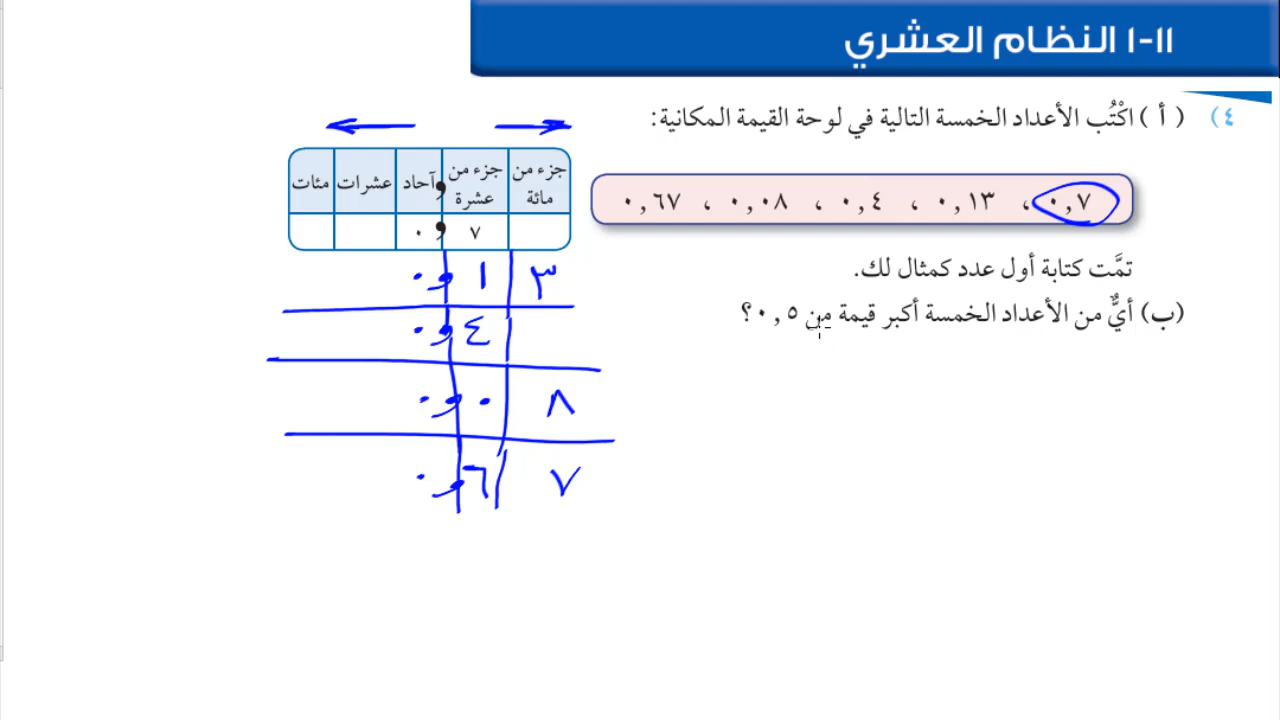 ١-١١ النظام العشري
٤) ( أ ) اكْتُب الأعداد الخمسة التالية في لوحة القيمة المكانية:
٠,٧ ، ٠,١٣ ، ٠,٤ ، ٠,٠٨ ، ٠,٦٧
تمَّت كتابة أول عدد كمثال لك.
(ب) أيٌّ من الأعداد الخمسة أكبر قيمة من ٠,٥؟
مئات عشرات آحاد , جزء من عشرة جزء من مائة
٠ , ٧
٠ , ١ ٣
٠ , ٤
٠ , ٠ ٨
٠ , ٦ ٧